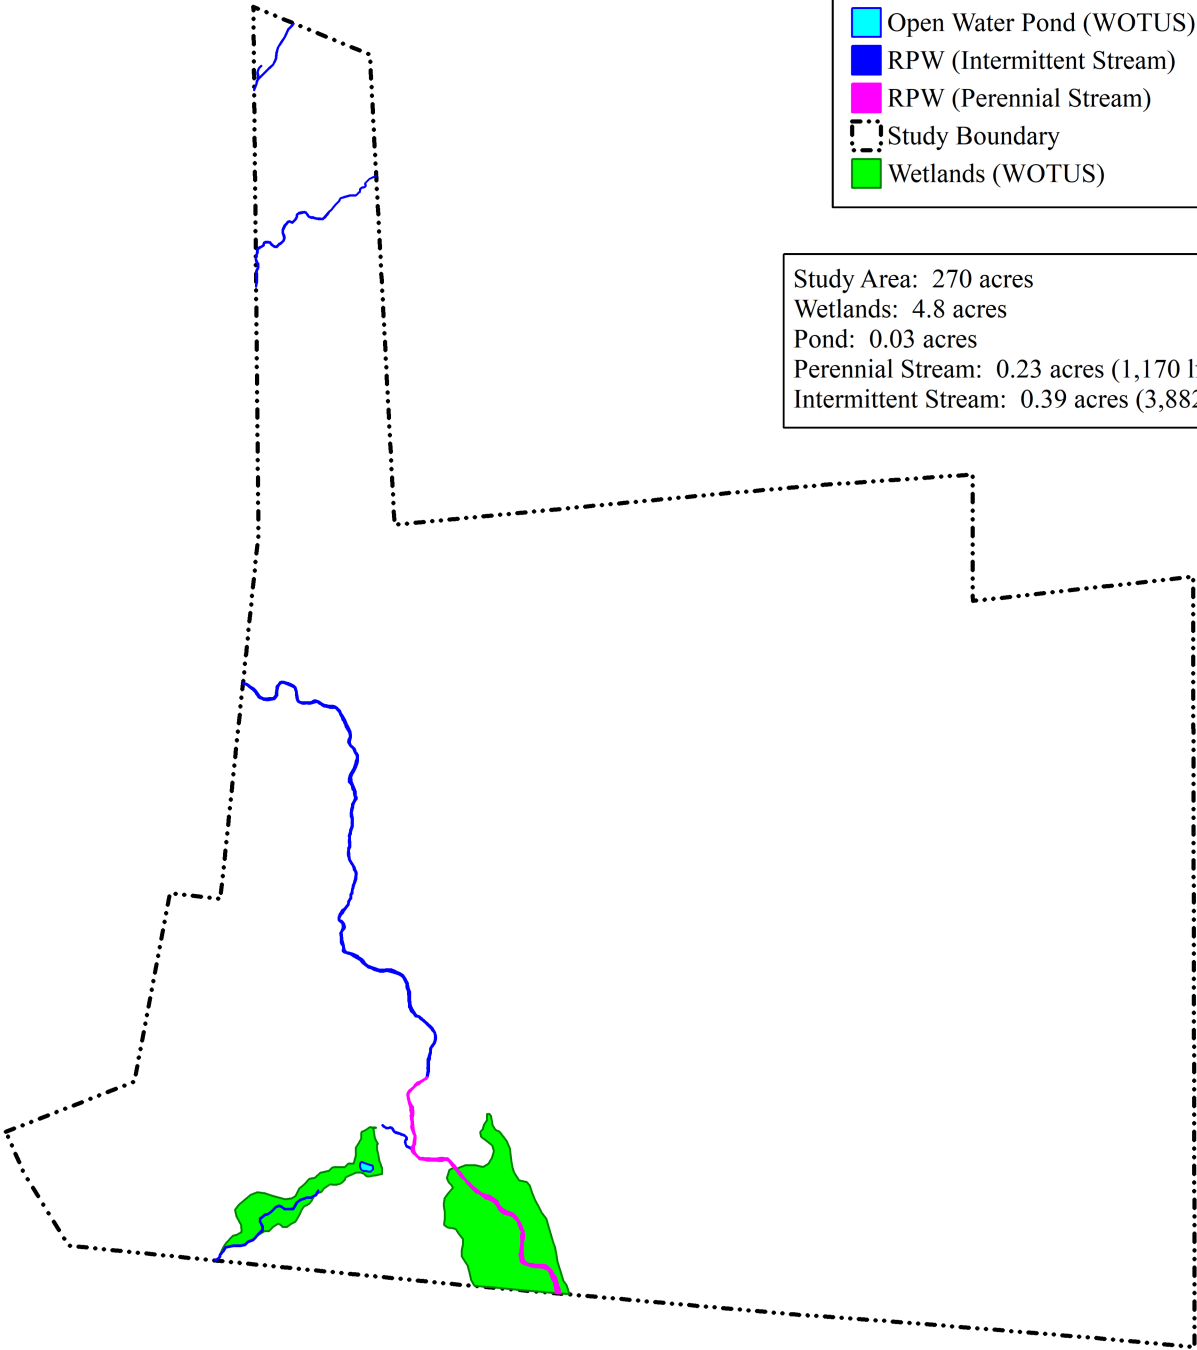 Open Water Pond (WOTUS)
RPW (Intermittent Stream)
RPW (Perennial Stream)
Study Boundary
Wetlands (WOTUS)
Study Area: 270 acres
Wetlands: 4.8 acres
Pond: 0.03 acres
Perennial Stream: 0.23 acres (1,170
Intermittent Stream: 0.39 acres (3,882